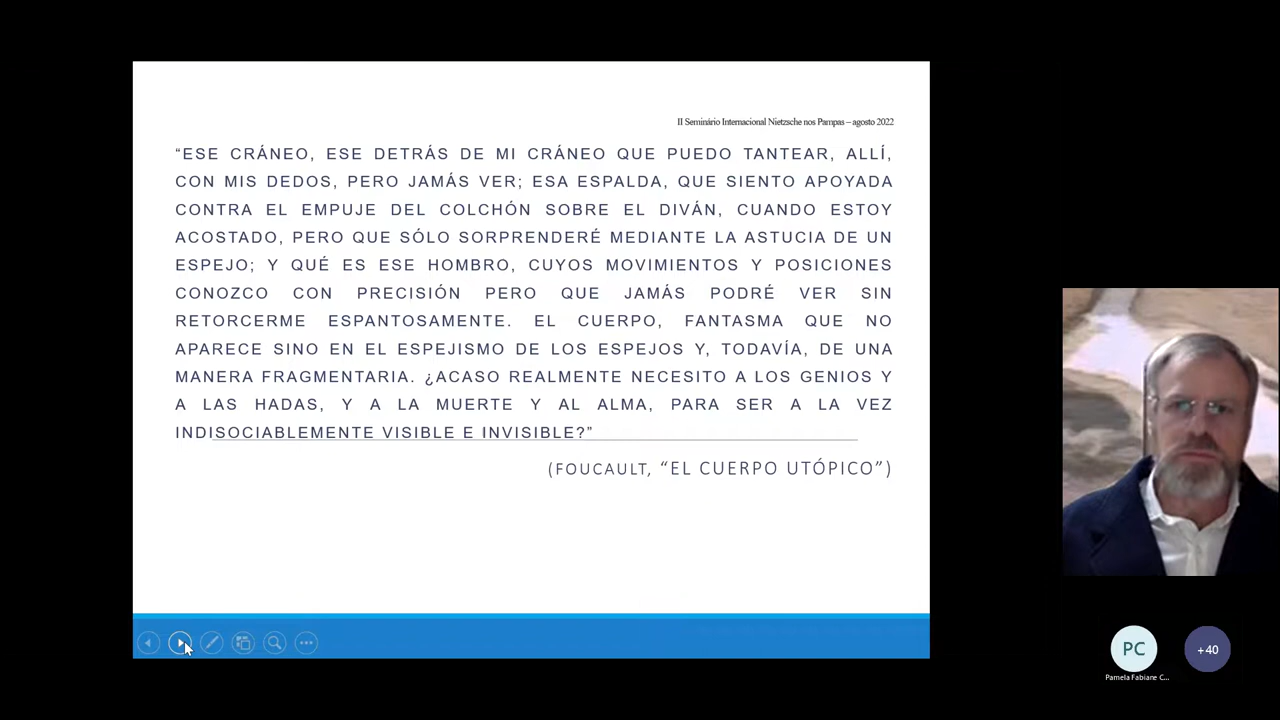 II Seminário Internacional Nietzsche nos Pampas – agosto 2022
“ESE CRÁNEO, ESE DETRÁS DE MI CRÁNEO QUE PUEDO TANTEAR, ALLÍ,
CON MIS DEDOS, PERO JAMÁS VER; ESA ESPALDA, QUE SIENTO APOYADA
CONTRA EL EMPUJE DEL COLCHÓN SOBRE EL DIVÁN, CUANDO ESTOY
ACOSTADO, PERO QUE SÓLO SORPRENDERÉ MEDIANTE LA ASTUCIA DE UN
ESPEJO; Y QUÉ ES ESE HOMBRO, CUYOS MOVIMIENTOS Y POSICIONES
CONOZCO CON PRECISIÓN PERO QUE JAMÁS PODRÉ VER SIN
RETORCERME ESPANTOSAMENTE. EL CUERPO, FANTASMA QUE NO
APARECE SINO EN EL ESPEJISMO DE LOS ESPEJOS Y, TODAVÍA, DE UNA
MANERA FRAGMENTARIA. ¿ACASO REALMENTE NECESITO A LOS GENIOS Y
A LAS HADAS, Y A LA MUERTE Y AL ALMA, PARA SER A LA VEZ
INDISOCIABLEMENTE VISIBLE E INVISIBLE?”
(FOUCAULT, “EL CUERPO UTÓPICO”)
PC
+40
Pamela Fabiane C...